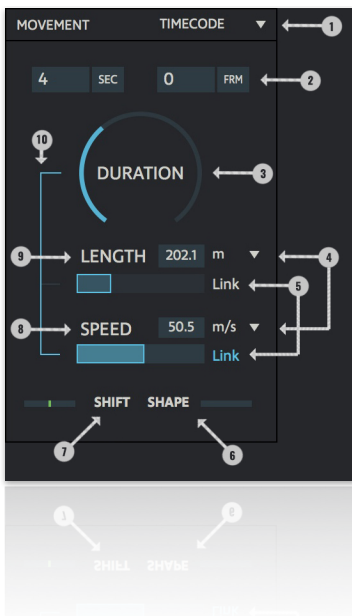 MOVEMENT TIMECODE ▼ 1
4 SEC 0 FRM 2
10
DURATION 3
9 LENGTH 202.1 m ▼ 4
Link 5
8 SPEED 50.5 m/s ▼
Link
SHIFT SHAPE
7 6